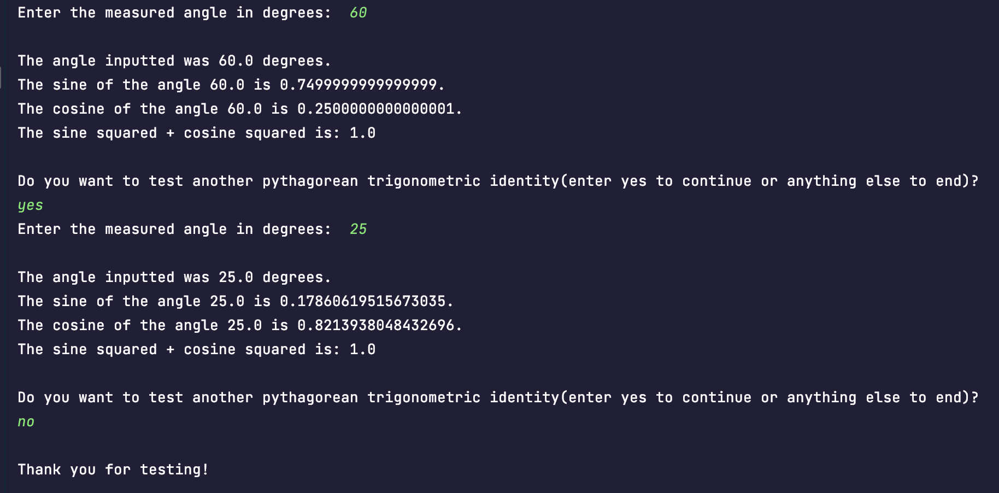 Enter the measured angle in degrees:  60
The angle inputted was 60.0 degrees.
The sine of the angle 60.0 is 0.7499999999999999.
The cosine of the angle 60.0 is 0.2500000000000001.
The sine squared + cosine squared is: 1.0
Do you want to test another pythagorean trigonometric identity(enter yes to continue or anything else to end)?
yes
Enter the measured angle in degrees:  25
The angle inputted was 25.0 degrees.
The sine of the angle 25.0 is 0.17860619515673035.
The cosine of the angle 25.0 is 0.8213938048432696.
The sine squared + cosine squared is: 1.0
Do you want to test another pythagorean trigonometric identity(enter yes to continue or anything else to end)?
no
Thank you for testing!